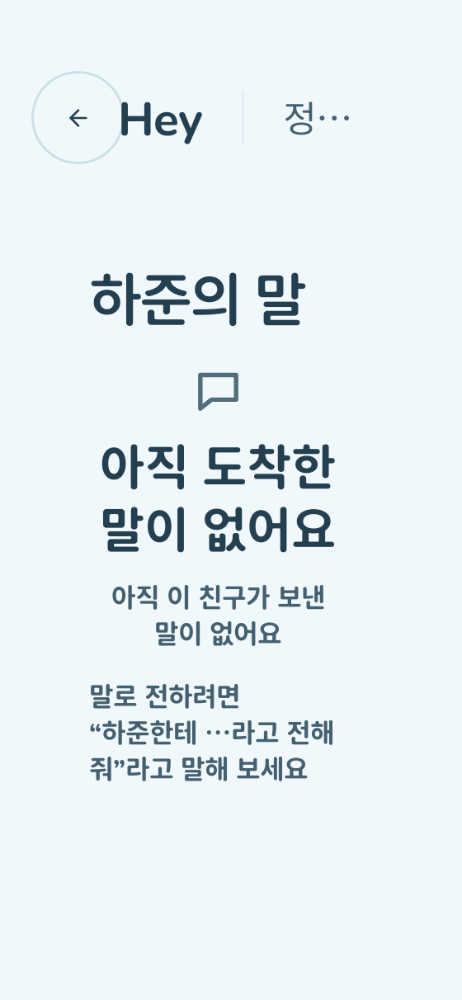 Hey
정…
하준의 말
아직 도착한
말이 없어요
아직 이 친구가 보낸
말이 없어요
말로 전하려면
“하준한테 …라고 전해
줘”라고 말해 보세요